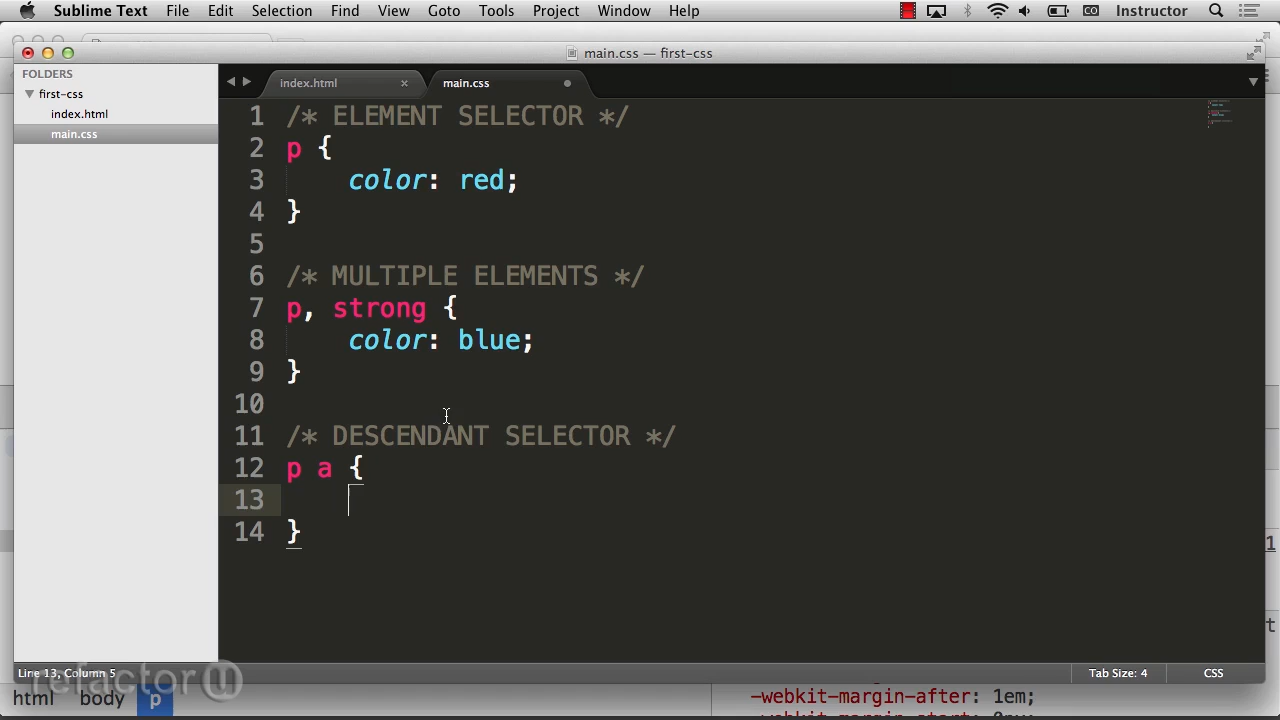 Sublime Text File Edit Selection Find View Goto Tools Project Window Help Instructor
main.css — first-css
FOLDERS
first-css
index.html
main.css
index.html × main.css
1 /* ELEMENT SELECTOR */
2 p {
3 color: red;
4 }
5
6 /* MULTIPLE ELEMENTS */
7 p, strong {
8 color: blue;
9 }
10
11 /* DESCENDANT SELECTOR */
12 p a {
13
14 }
Line 13, Column 5
Tab Size: 4 CSS
refactor u
html body p
-webkit-margin-after: 1em;